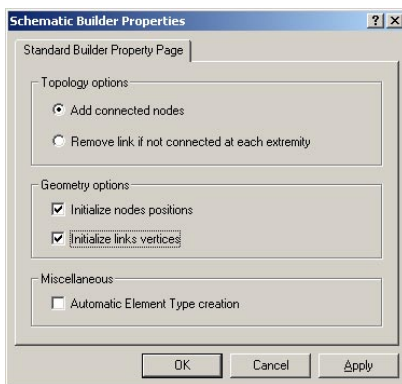 Schematic Builder Properties
Standard Builder Property Page
Topology options
Add connected nodes
Remove link if not connected at each extremity
Geometry options
Initialize nodes positions
Initialize links vertices
Miscellaneous
Automatic Element Type creation
OK Cancel Apply